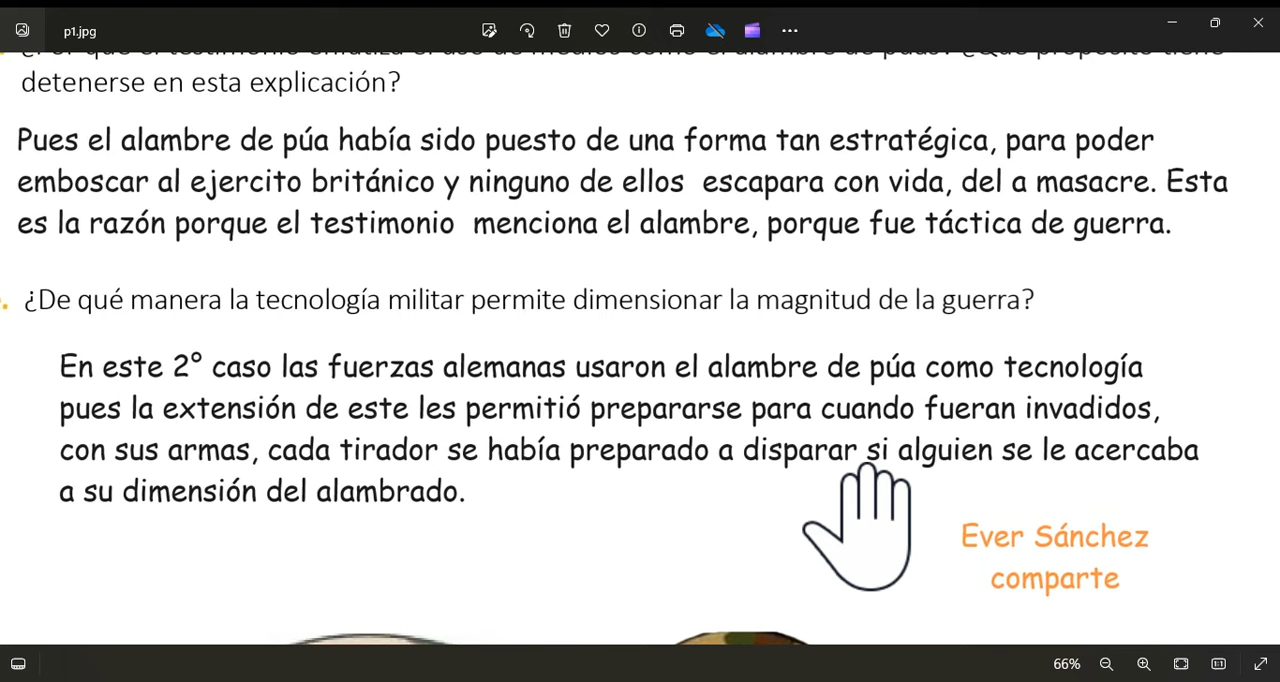 p1.jpg
detenerse en esta explicación?
Pues el alambre de púa había sido puesto de una forma tan estratégica, para poder
emboscar al ejercito británico y ninguno de ellos escapara con vida, del a masacre. Esta
es la razón porque el testimonio menciona el alambre, porque fue táctica de guerra.
¿De qué manera la tecnología militar permite dimensionar la magnitud de la guerra?
En este 2° caso las fuerzas alemanas usaron el alambre de púa como tecnología
pues la extensión de este les permitió prepararse para cuando fueran invadidos,
con sus armas, cada tirador se había preparado a disparar si alguien se le acercaba
a su dimensión del alambrado.
Ever Sánchez
comparte
66%